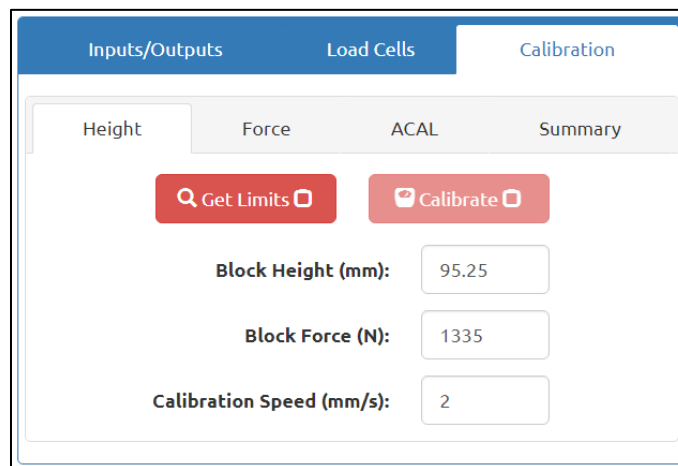 Inputs/Outputs Load Cells Calibration
Height Force ACAL Summary
Get Limits Calibrate
Block Height (mm): 95.25
Block Force (N): 1335
Calibration Speed (mm/s): 2